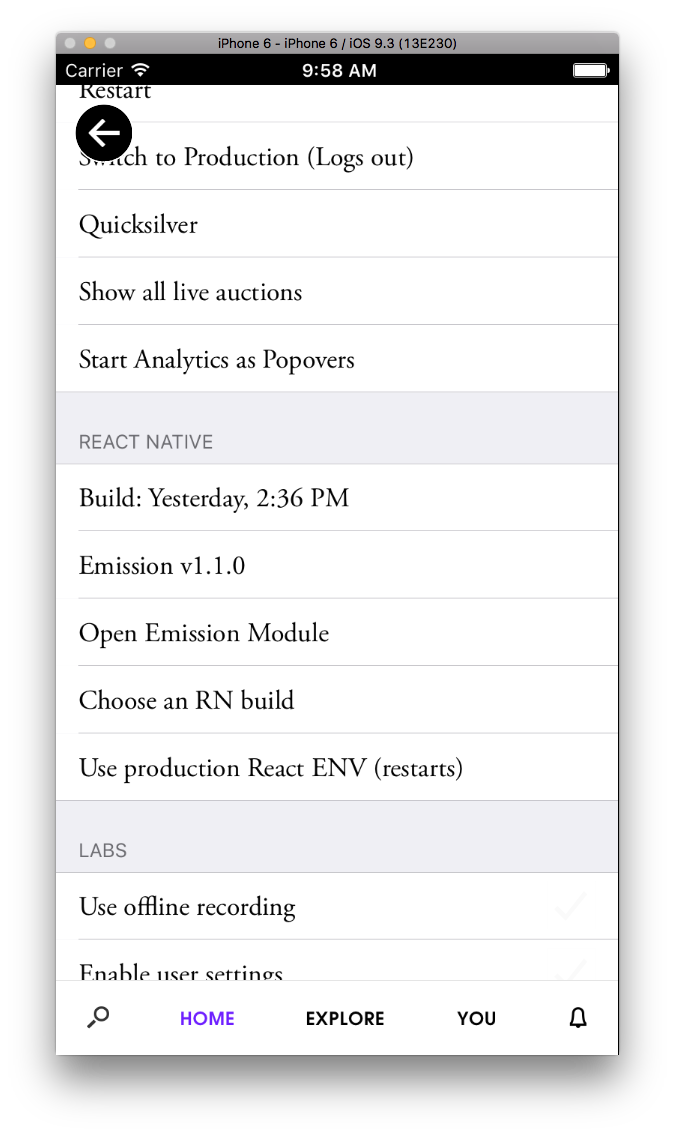 iPhone 6 - iPhone 6 / iOS 9.3 (13E230)
Carrier 9:58 AM
Restart
Switch to Production (Logs out)
Quicksilver
Show all live auctions
Start Analytics as Popovers
REACT NATIVE
Build: Yesterday, 2:36 PM
Emission v1.1.0
Open Emission Module
Choose an RN build
Use production React ENV (restarts)
LABS
Use offline recording
Enable user settings
HOME EXPLORE YOU